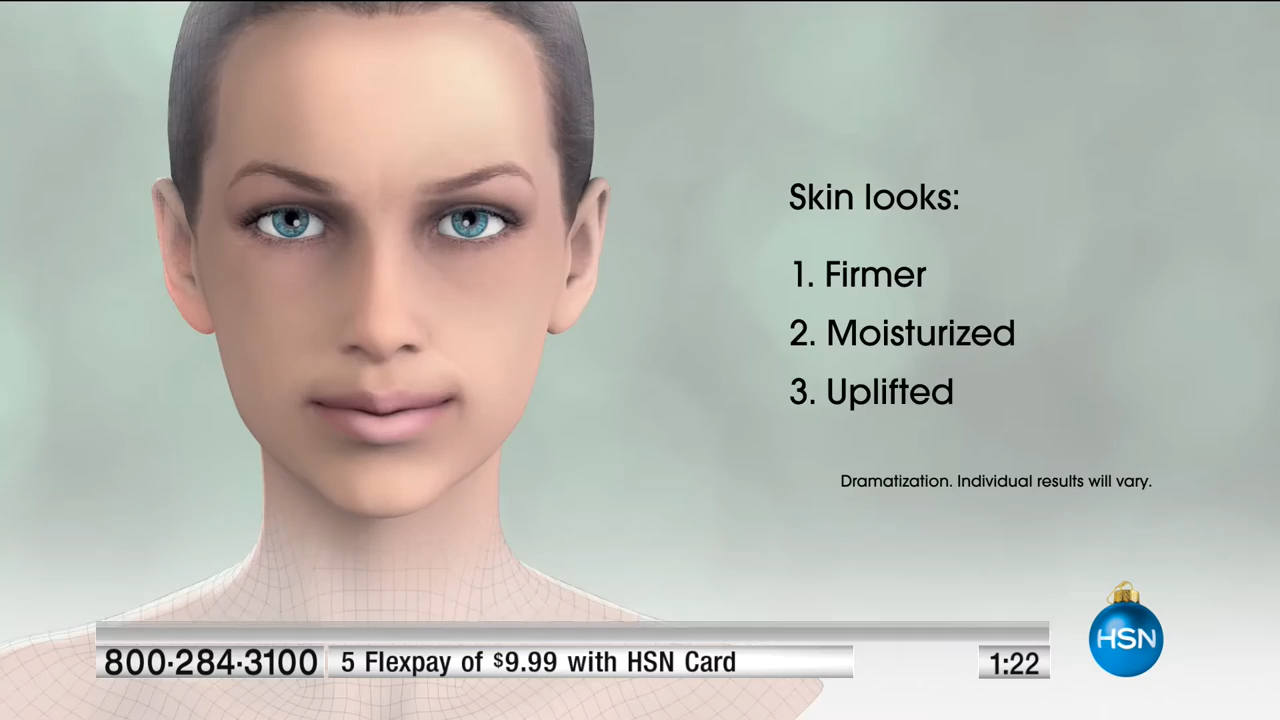 Skin looks:
1. Firmer
2. Moisturized
3. Uplifted
Dramatization. Individual results will vary.
HSN
800·284·3100
5 Flexpay of $9.99 with HSN Card
1:22